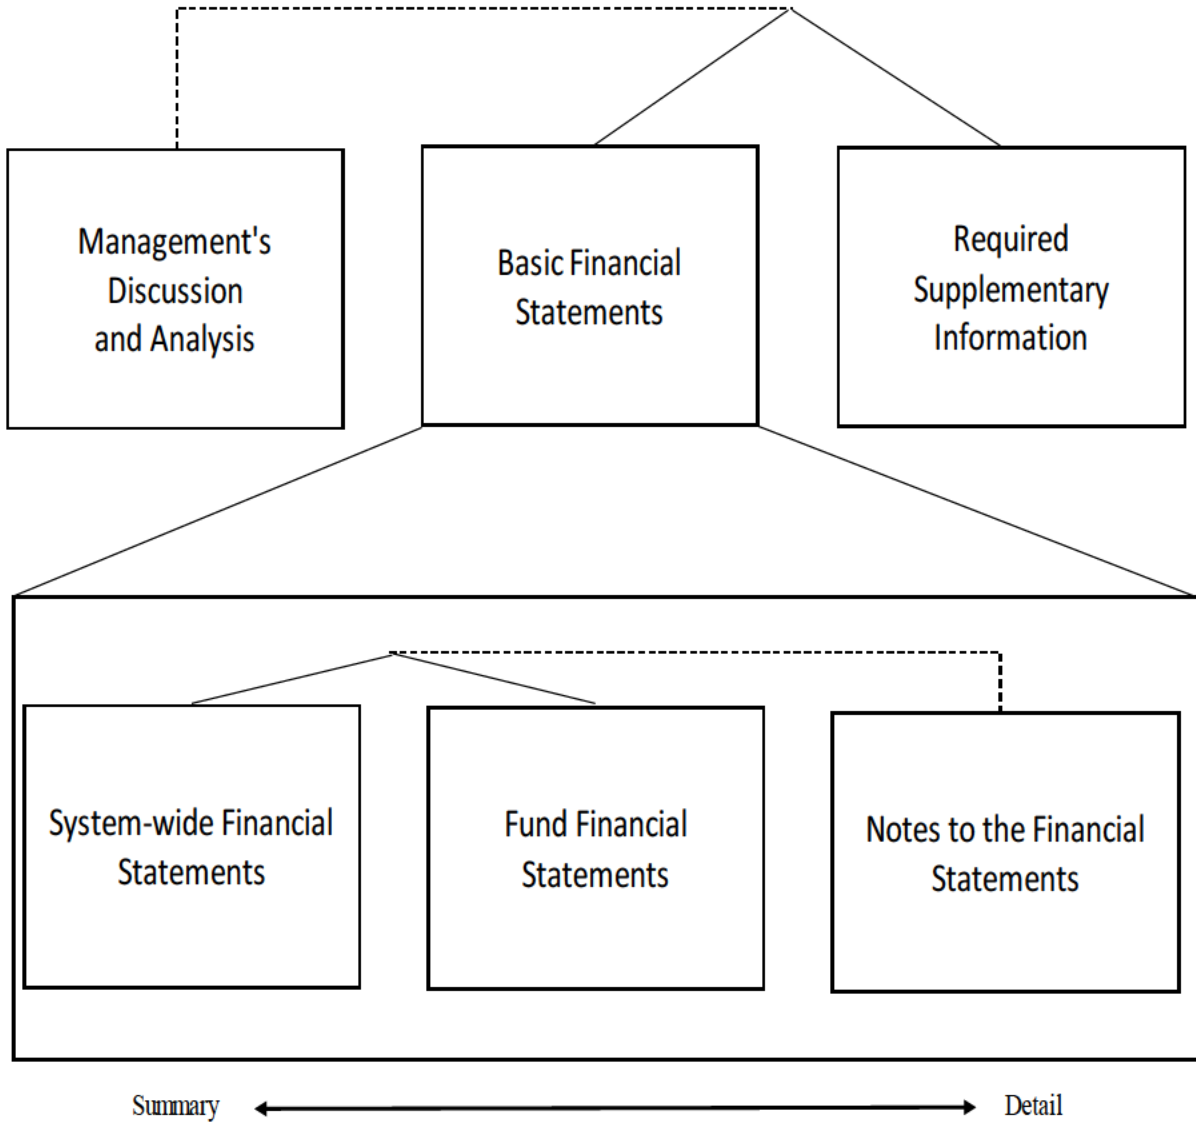 Management's
Discussion
and Analysis
Basic Financial
Statements
Required
Supplementary
Information
System-wide Financial
Statements
Fund Financial
Statements
Notes to the Financial
Statements
Summary
Detail